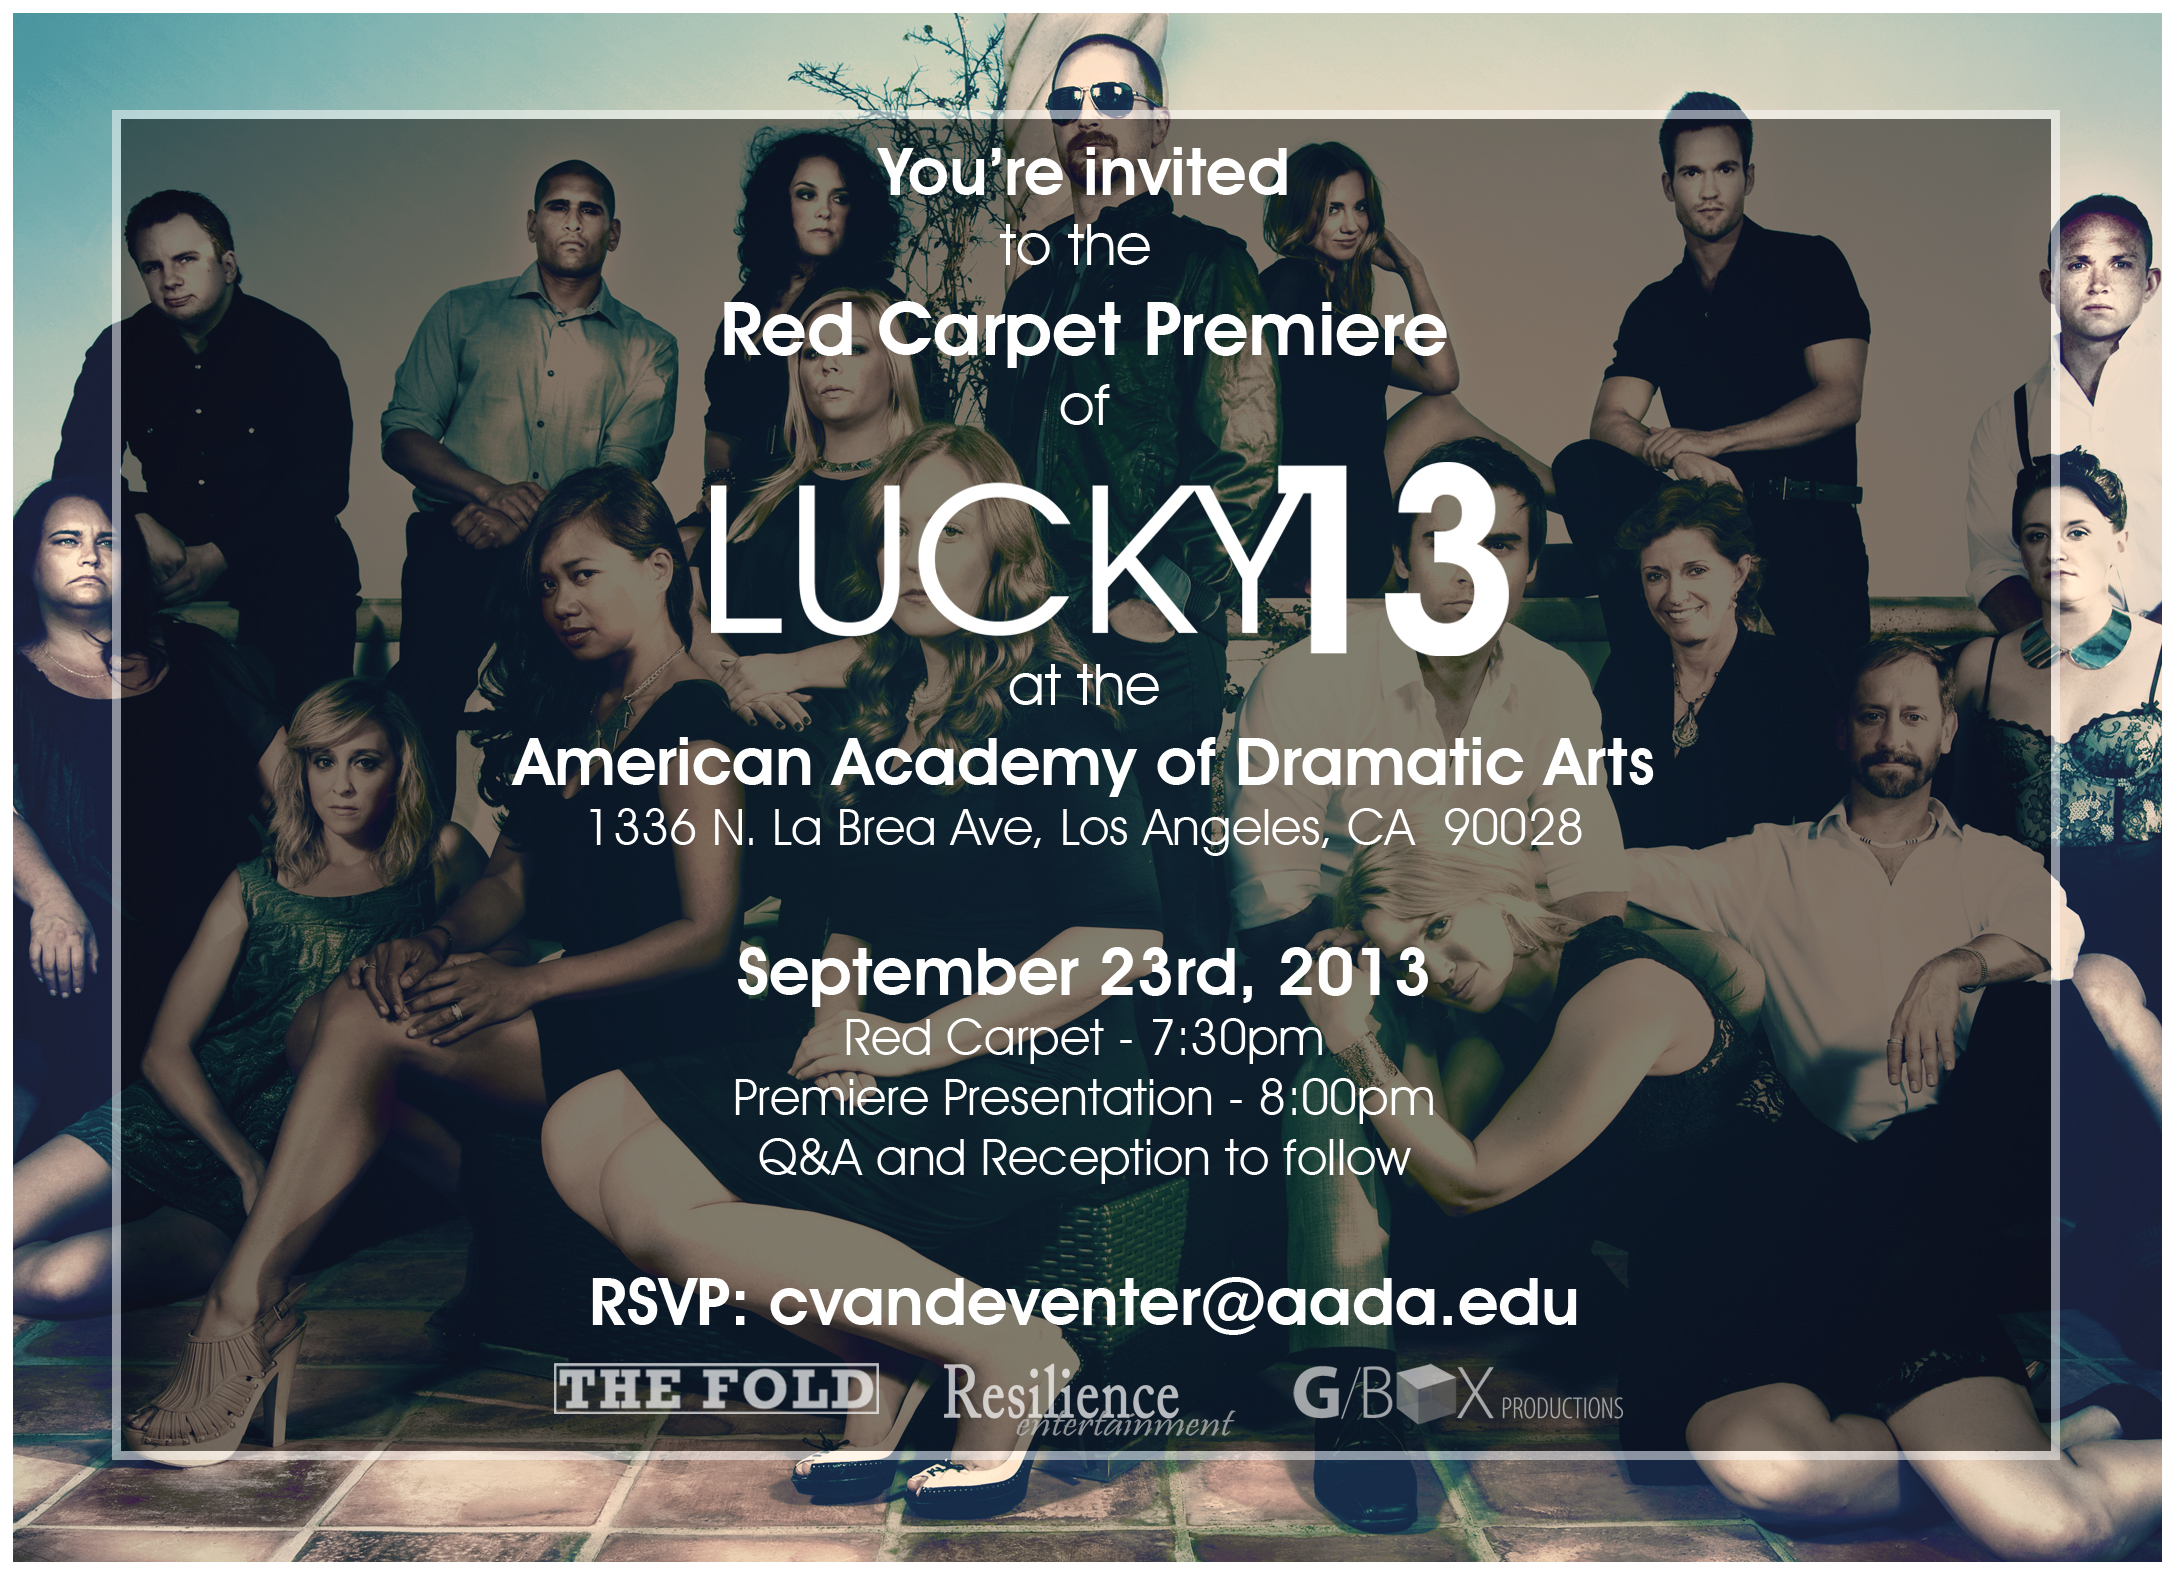 You're invited
to the
Red Carpet Premiere
of
LUCKY13
at the
American Academy of Dramatic Arts
1336 N. La Brea Ave, Los Angeles, CA  90028
September 23rd, 2013
Red Carpet - 7:30pm
Premiere Presentation - 8:00pm
Q&A and Reception to follow
RSVP: cvandeventer@aada.edu
THE FOLD
Resilience
entertainment
G/BOX PRODUCTIONS